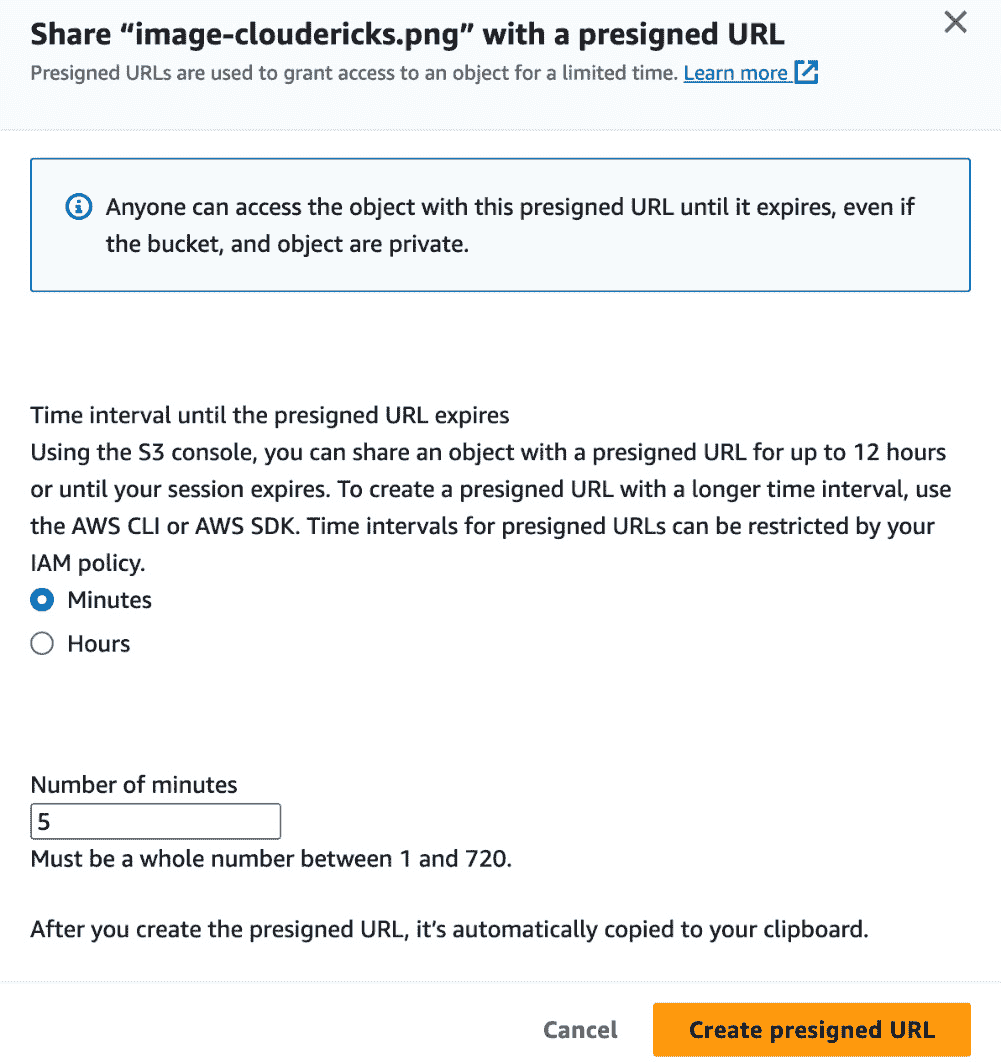 Share “image-cloudericks.png” with a presigned URL
Presigned URLs are used to grant access to an object for a limited time. Learn more
Anyone can access the object with this presigned URL until it expires, even if
the bucket, and object are private.
Time interval until the presigned URL expires
Using the S3 console, you can share an object with a presigned URL for up to 12 hours
or until your session expires. To create a presigned URL with a longer time interval, use
the AWS CLI or AWS SDK. Time intervals for presigned URLs can be restricted by your
IAM policy.
Minutes
Hours
Number of minutes
5
Must be a whole number between 1 and 720.
After you create the presigned URL, it’s automatically copied to your clipboard.
Cancel Create presigned URL